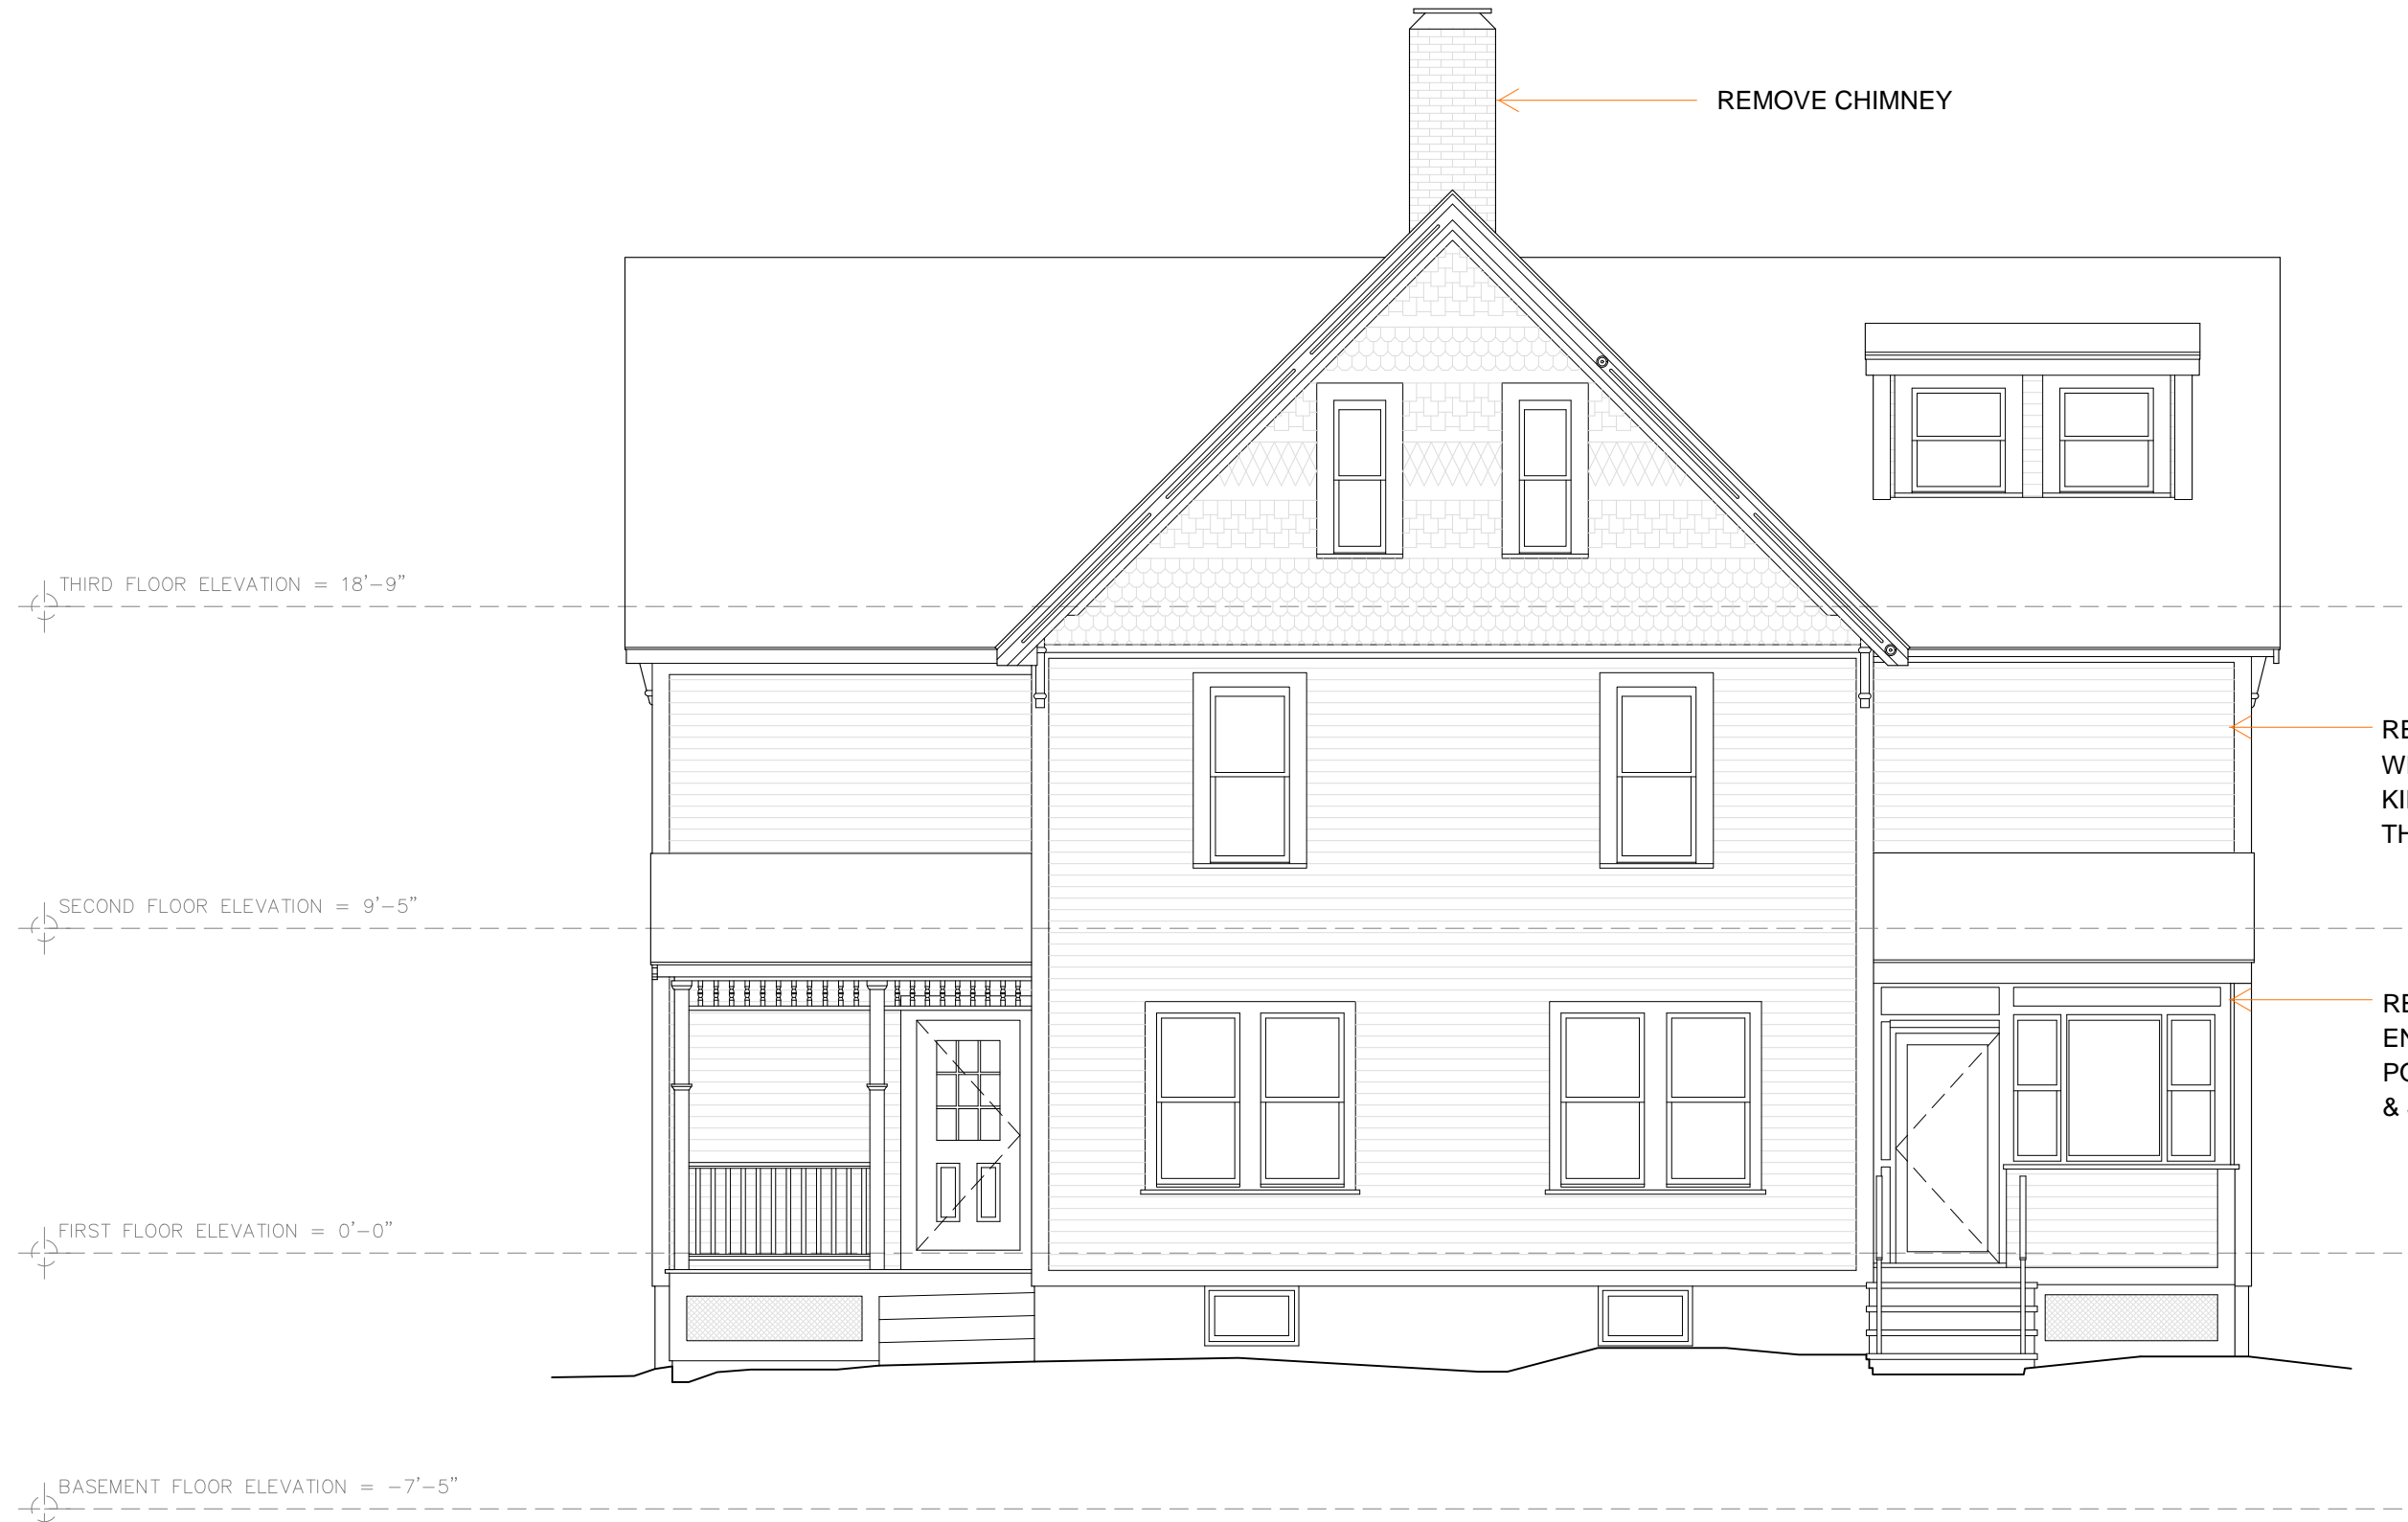 REMOVE CHIMNEY
THIRD FLOOR ELEVATION = 18'-9"
SECOND FLOOR ELEVATION = 9'-5"
&
FIRST FLOOR ELEVATION = 0'-0"
BASEMENT FLOOR ELEVATION = -7'-5"